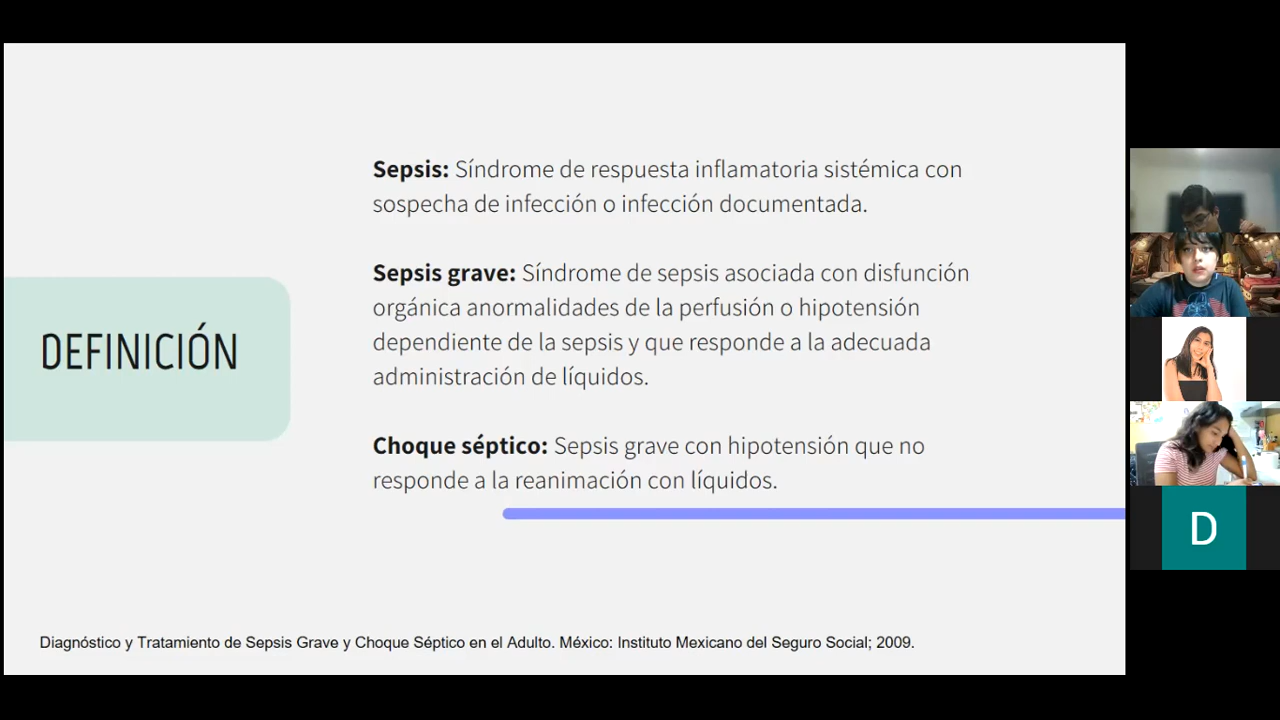 DEFINICIÓN
Sepsis: Síndrome de respuesta inflamatoria sistémica con
sospecha de infección o infección documentada.
Sepsis grave: Síndrome de sepsis asociada con disfunción
orgánica anormalidades de la perfusión o hipotensión
dependiente de la sepsis y que responde a la adecuada
administración de líquidos.
Choque séptico: Sepsis grave con hipotensión que no
responde a la reanimación con líquidos.
Diagnóstico y Tratamiento de Sepsis Grave y Choque Séptico en el Adulto. México: Instituto Mexicano del Seguro Social; 2009.
D